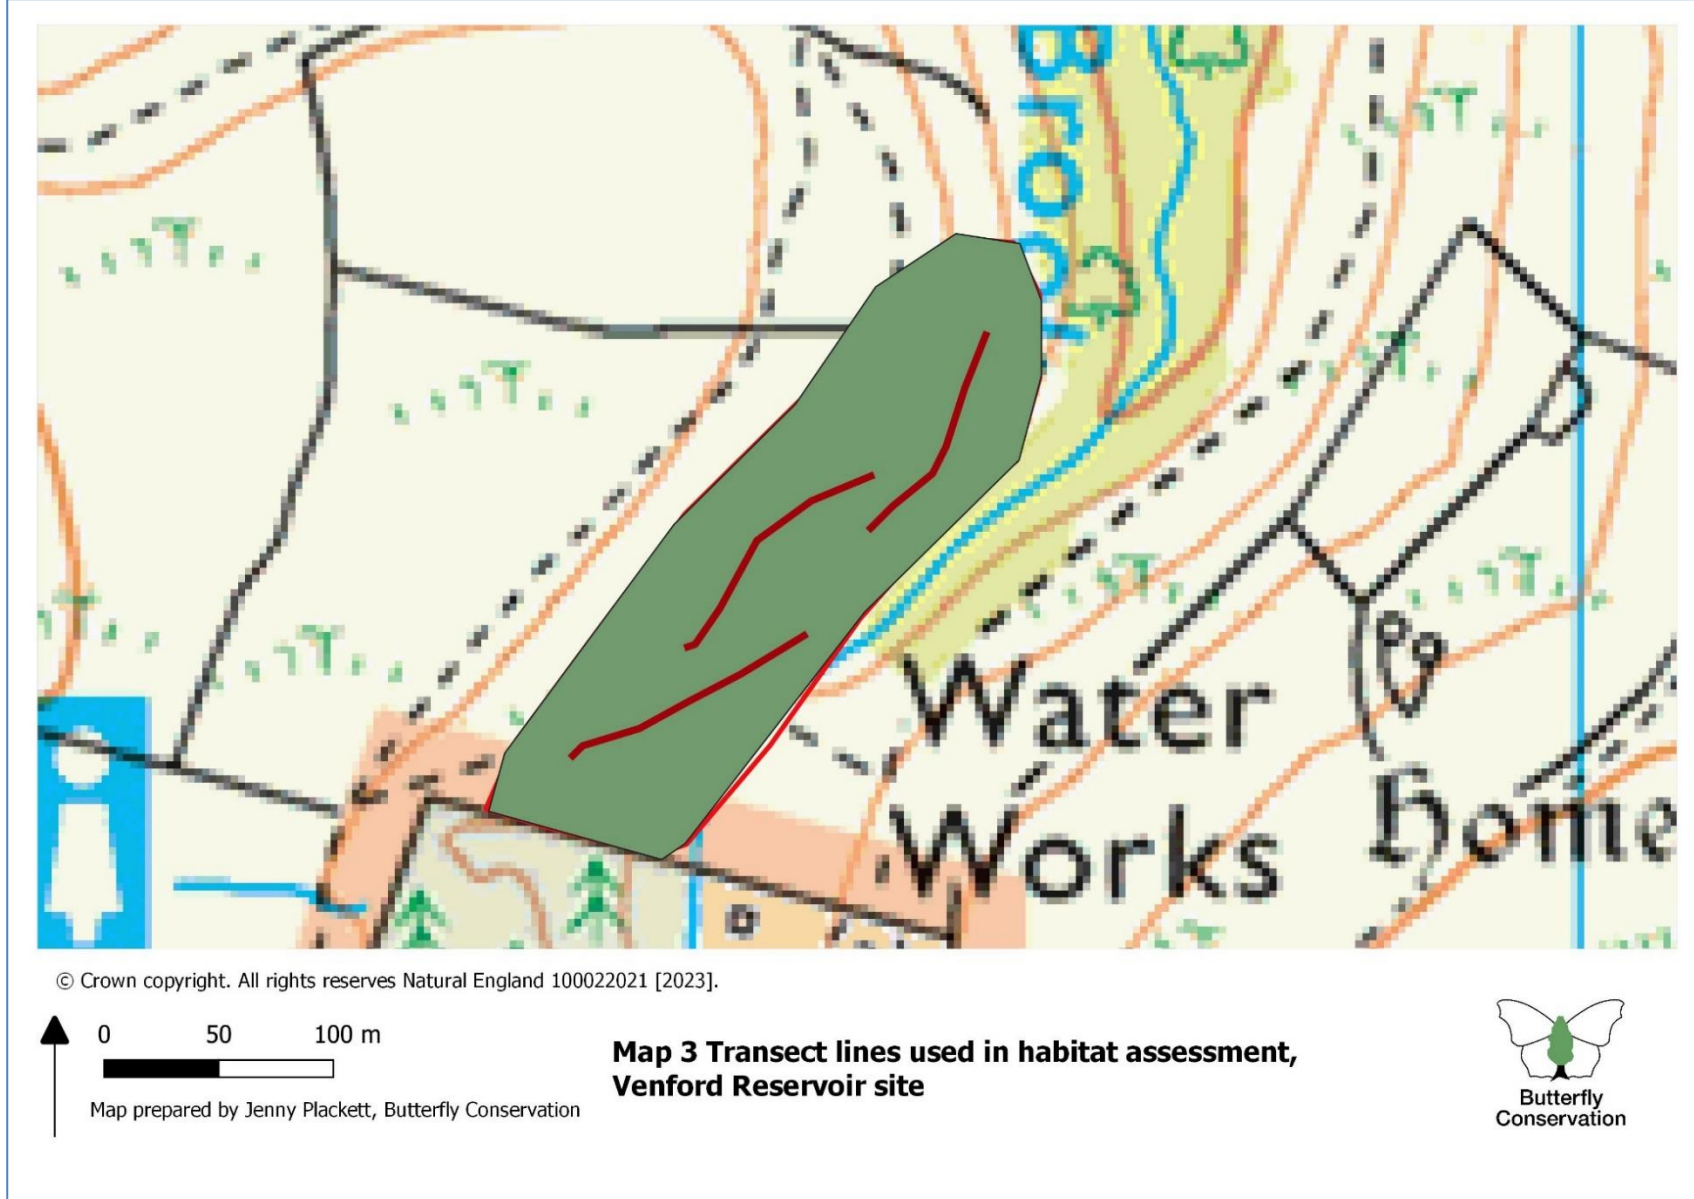 Brook
Water
Works
Home
© Crown copyright. All rights reserves Natural England 100022021 [2023].
0 50 100 m
Map prepared by Jenny Plackett, Butterfly Conservation
Map 3 Transect lines used in habitat assessment,
Venford Reservoir site
Butterfly
Conservation